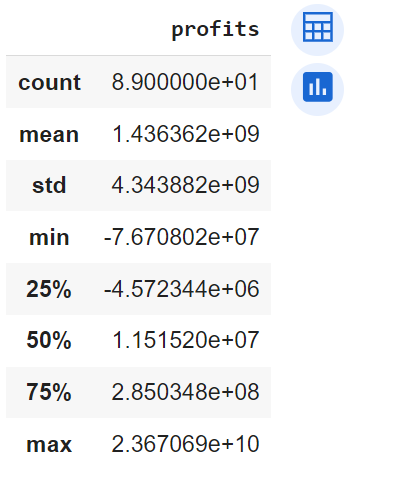 profits
count 8.900000e+01
mean 1.436362e+09
std 4.343882e+09
min -7.670802e+07
25% -4.572344e+06
50% 1.151520e+07
75% 2.850348e+08
max 2.367069e+10